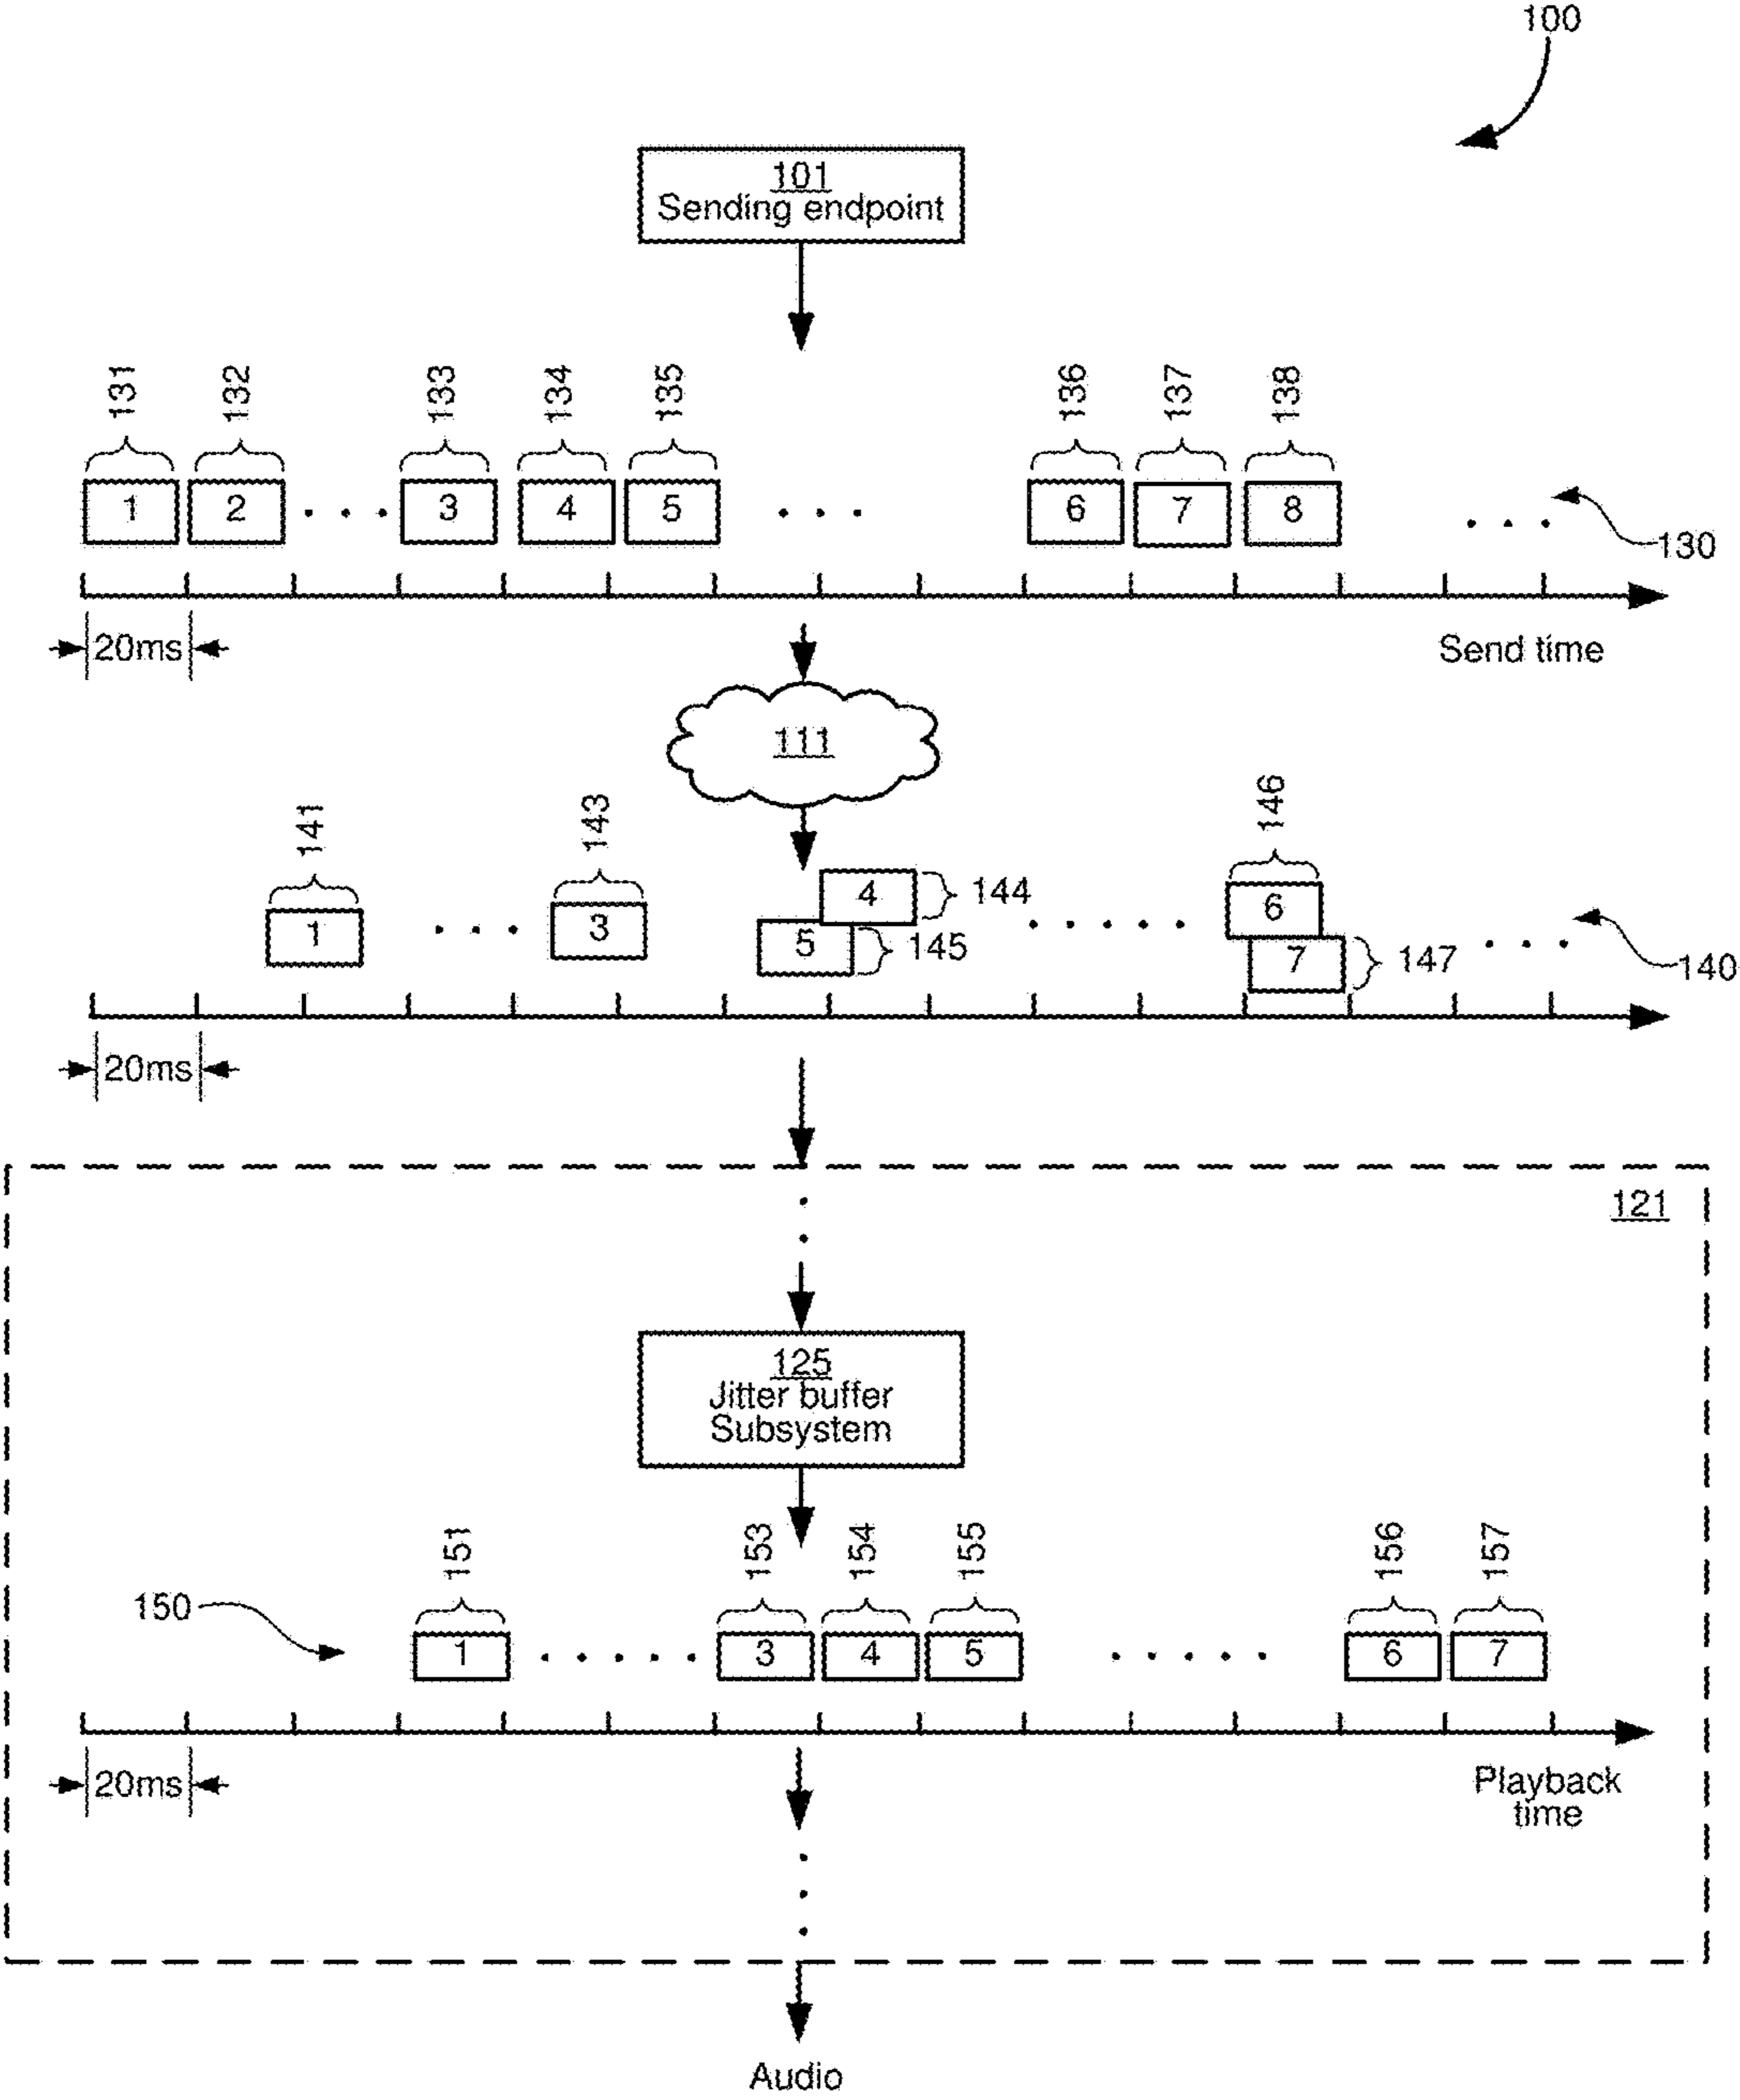 100
101
Sending endpoint
131 132 133 134 135 136 137 138
1 2 3 4 5 6 7 8
130
20ms
Send time
111
141 143 146
4 144
1 3 5 145 6
7 147
140
20ms
121
125
Jitter buffer
Subsystem
151 153 154 155 156 157
150
1 3 4 5 6 7
20ms
Playback
time
Audio